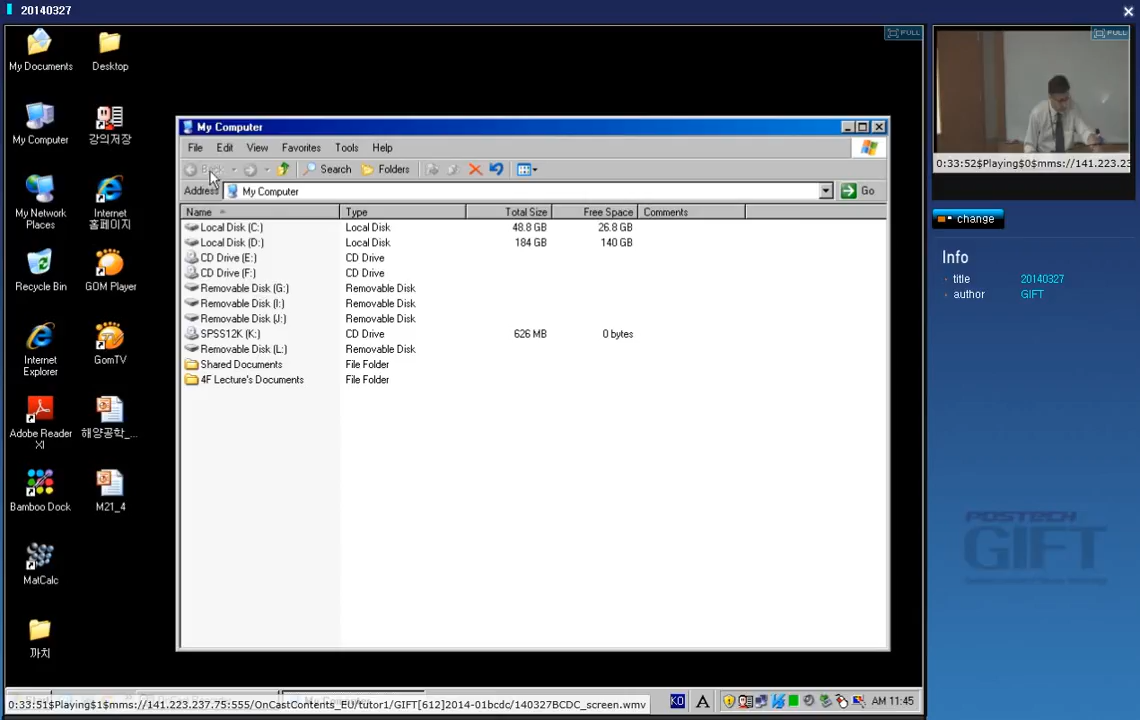 20140327
FULL
FULL
My Documents
Desktop
My Computer
강의저장
My Network
Places
Internet
홈페이지
Recycle Bin
GOM Player
Internet
Explorer
GomTV
Adobe Reader
XI
해양공학_...
Bamboo Dock
M21_4
MatCalc
까치
My Computer
File Edit View Favorites Tools Help
Back Search Folders
Address My Computer Go
Name Type Total Size Free Space Comments
Local Disk (C:) Local Disk 48.8 GB 26.8 GB
Local Disk (D:) Local Disk 184 GB 140 GB
CD Drive (E:) CD Drive
CD Drive (F:) CD Drive
Removable Disk (G:) Removable Disk
Removable Disk (I:) Removable Disk
Removable Disk (J:) Removable Disk
SPSS12K (K:) CD Drive 626 MB 0 bytes
Removable Disk (L:) Removable Disk
Shared Documents File Folder
4F Lecture's Documents File Folder
0:33:52$Playing$0$mms://141.223.23
change
Info
title 20140327
author GIFT
POSTECH
GIFT
0:33:51$Playing$1$mms://141.223.237.75:555/OnCastContents_EU/tutor1/GIFT[612]2014-01bcdc/140327BCDC_screen.wmv
KO A AM 11:45